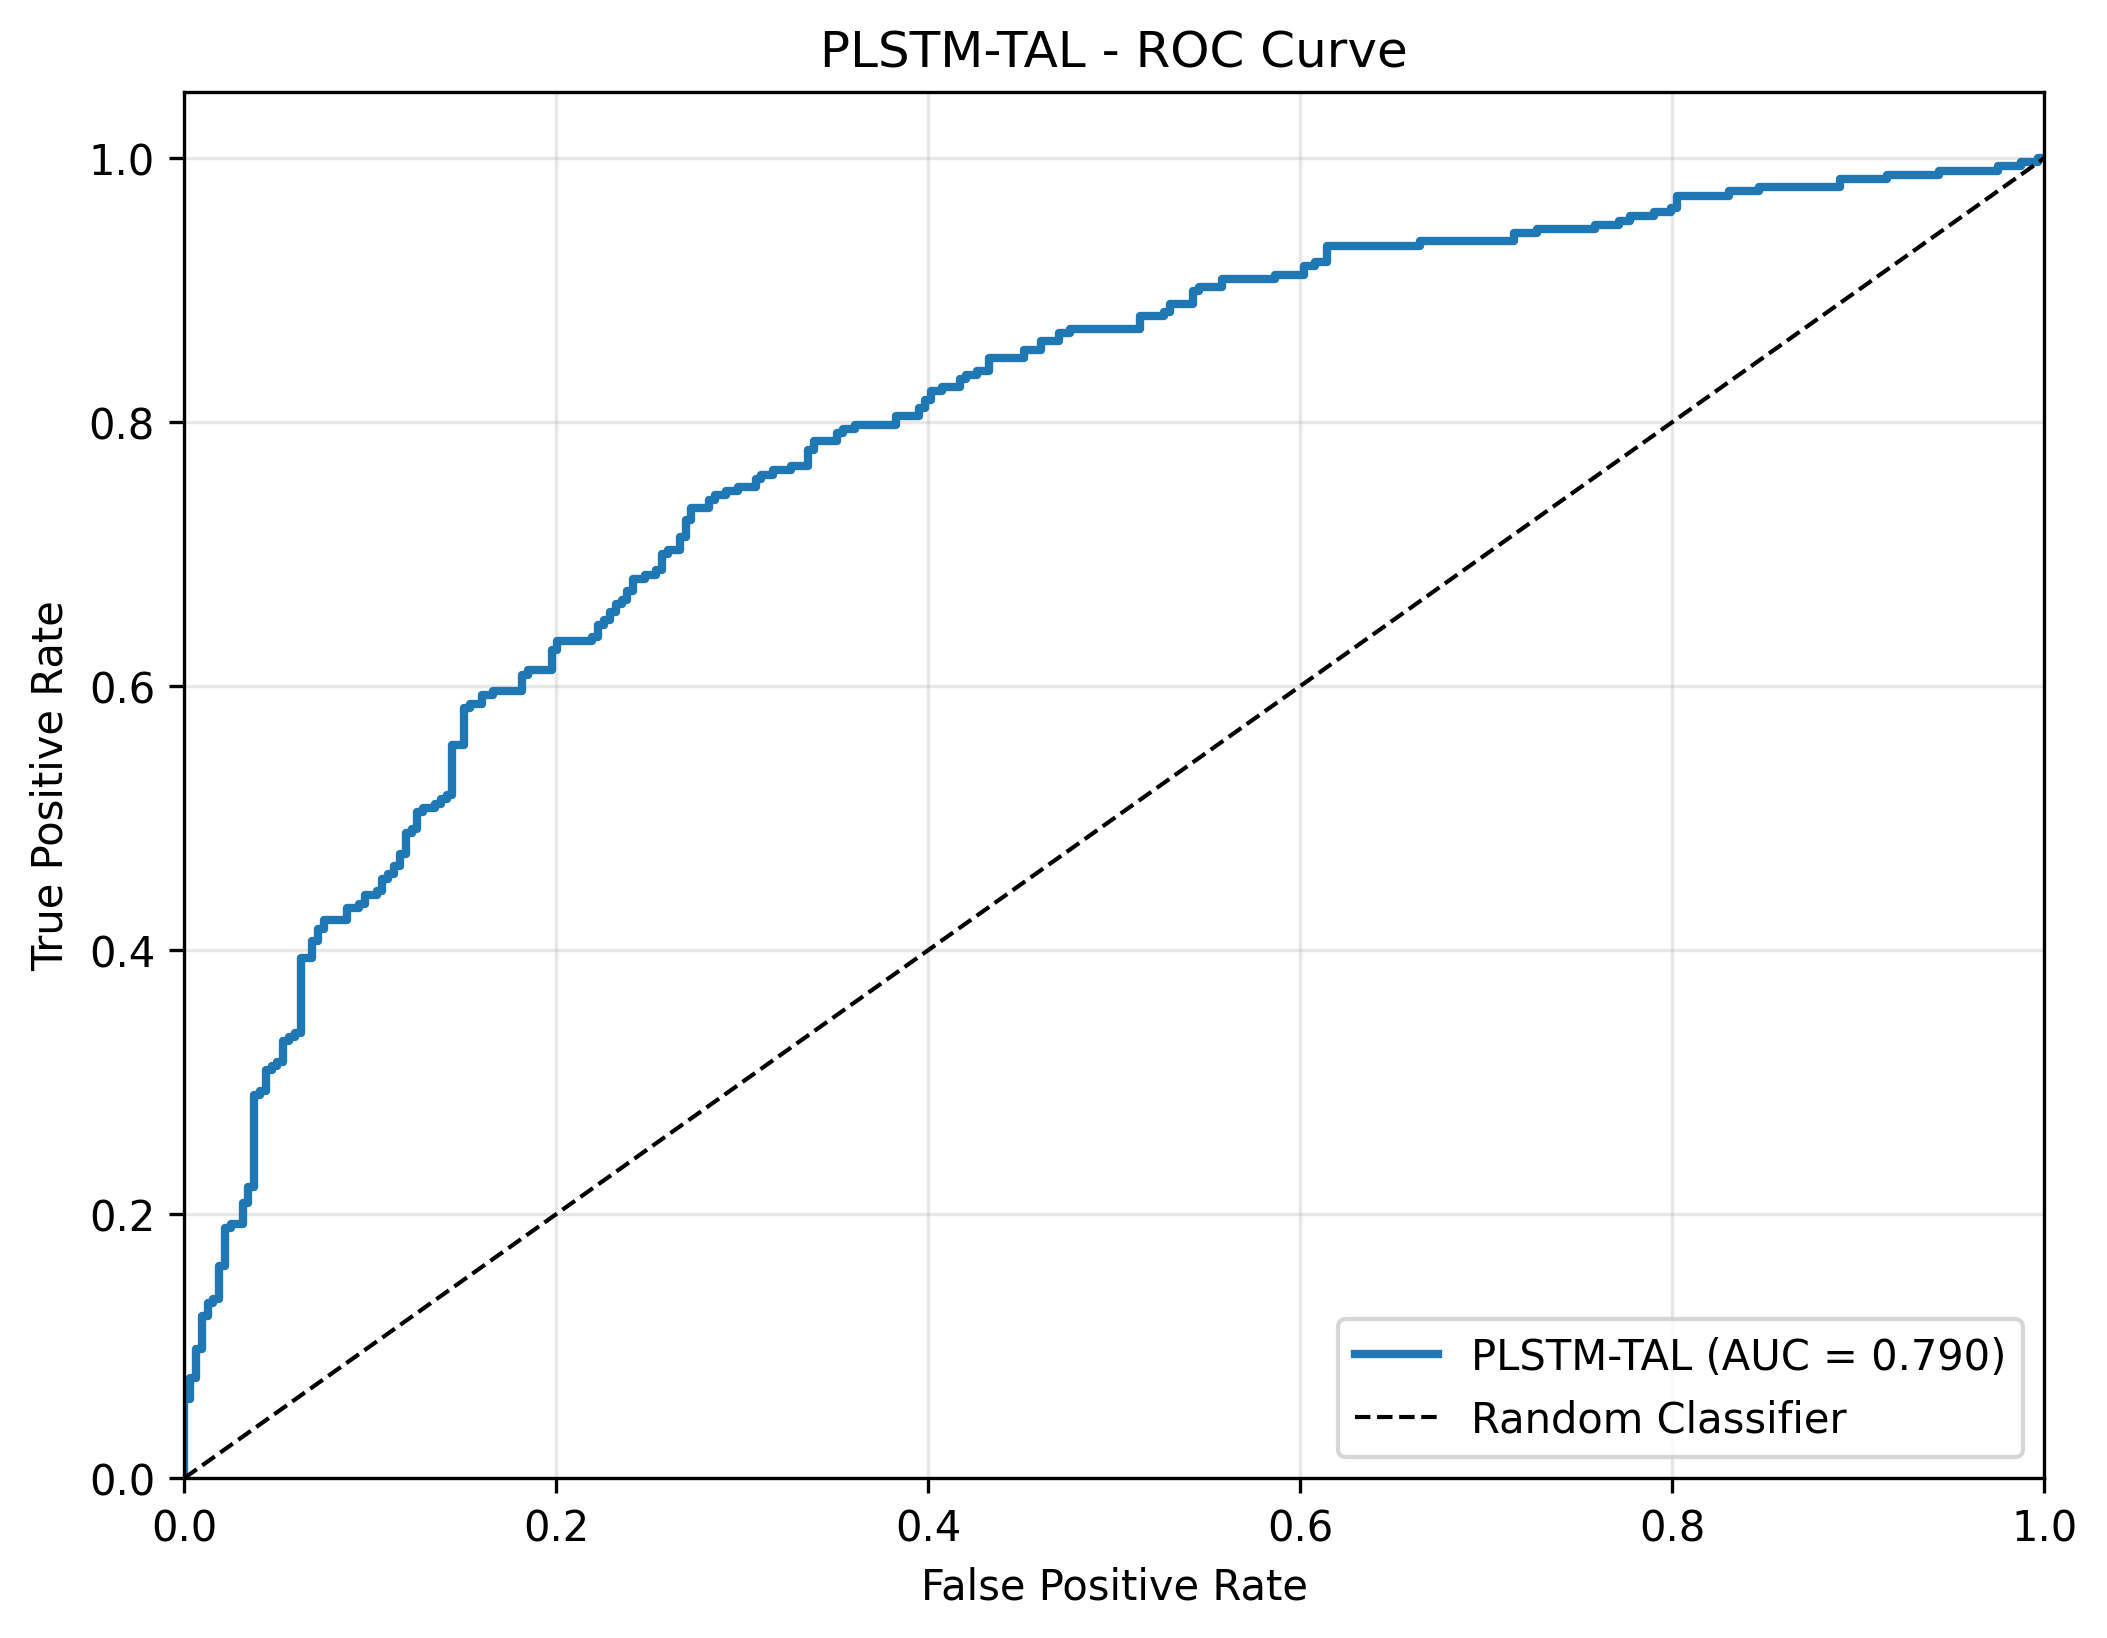 PLSTM-TAL - ROC Curve
True Positive Rate
1.0
0.8
0.6
0.4
0.2
0.0
0.0 0.2 0.4 0.6 0.8 1.0
False Positive Rate
PLSTM-TAL (AUC = 0.790)
Random Classifier